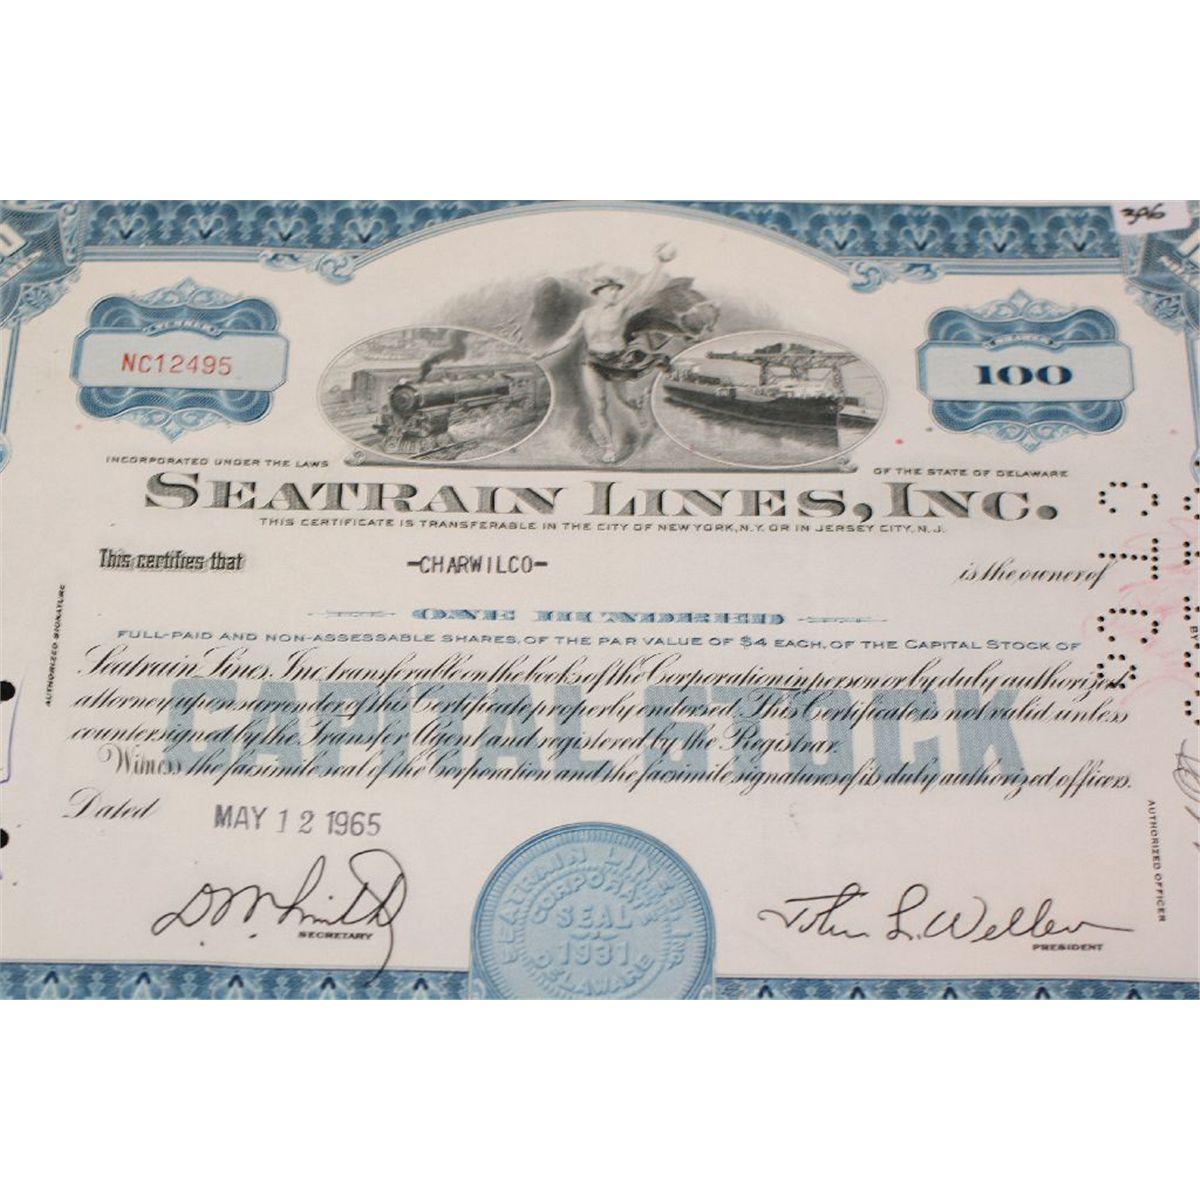 396
NUMBER
NC12495
SHARES
100
INCORPORATED UNDER THE LAWS
OF THE STATE OF DELAWARE
SEATRAIN LINES, INC.
THIS CERTIFICATE IS TRANSFERABLE IN THE CITY OF NEW YORK, N.Y. OR IN JERSEY CITY, N.J.
This certifies that
-CHARWILCO-
is the owner of
ONE HUNDRED
FULL-PAID AND NON-ASSESSABLE SHARES, OF THE PAR VALUE OF $4 EACH, OF THE CAPITAL STOCK OF
Seatrain Lines, Inc. transferable on the books of the Corporation in person or by duly authorized
attorney upon surrender of this Certificate properly endorsed. This Certificate is not valid unless
countersigned by the Transfer Agent and registered by the Registrar.
Witness the facsimile seal of the Corporation and the facsimile signatures of its duly authorized officers.
CAPITAL STOCK
Dated
MAY 12 1965
D. M. Smith
SECRETARY
SEATRAIN LINES, INC.
CORPORATE
SEAL
1931
DELAWARE
John L. Weller
PRESIDENT
AUTHORIZED SIGNATURE
BY
AUTHORIZED OFFICER